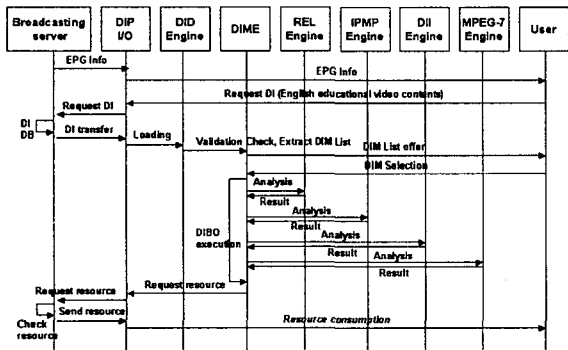 Broadcasting server
DIP I/O
DID Engine
DIME
REL Engine
IPMP Engine
DII Engine
MPEG-7 Engine
User
EPG Info
EPG Info
Request DI (English educational video contents)
Request DI
DI DB
DI transfer
Loading
Validation Check, Extract DIM List
DIM List offer
DIM Selection
Analysis
Result
Analysis
Result
DIBO execution
Analysis
Result
Analysis
Result
Request resource
Request resource
Send resource
Check resource
Resource consumption